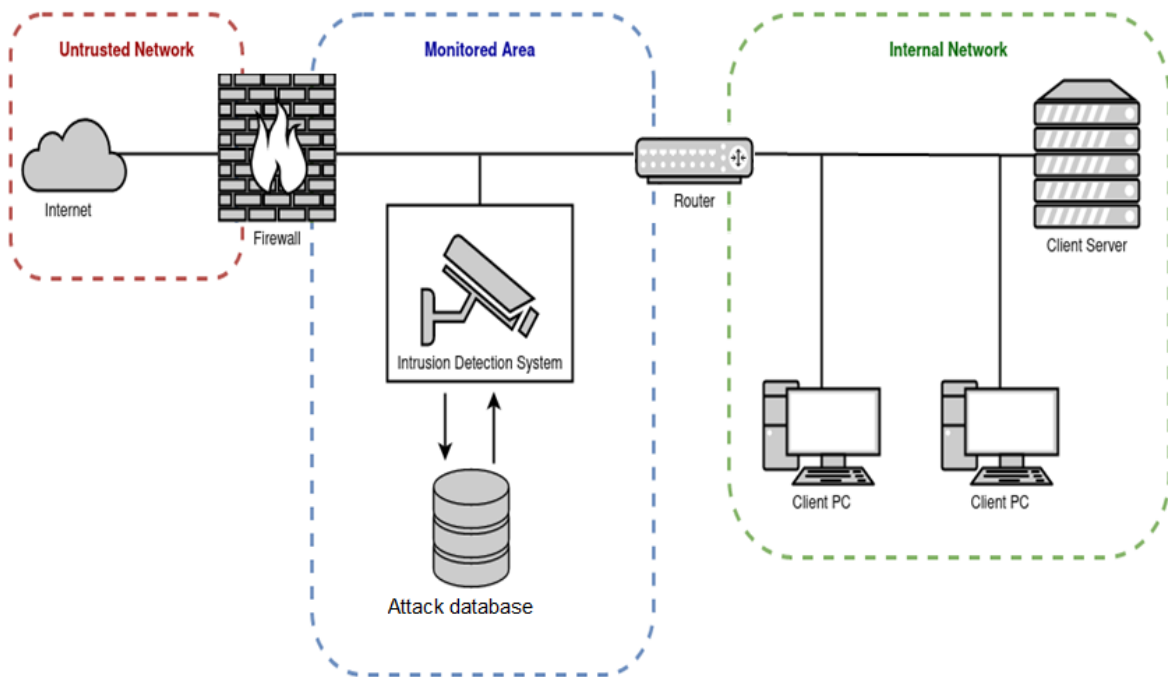 Untrusted Network
Monitored Area
Internal Network
Internet
Firewall
Router
Client Server
Intrusion Detection System
Client PC
Client PC
Attack database